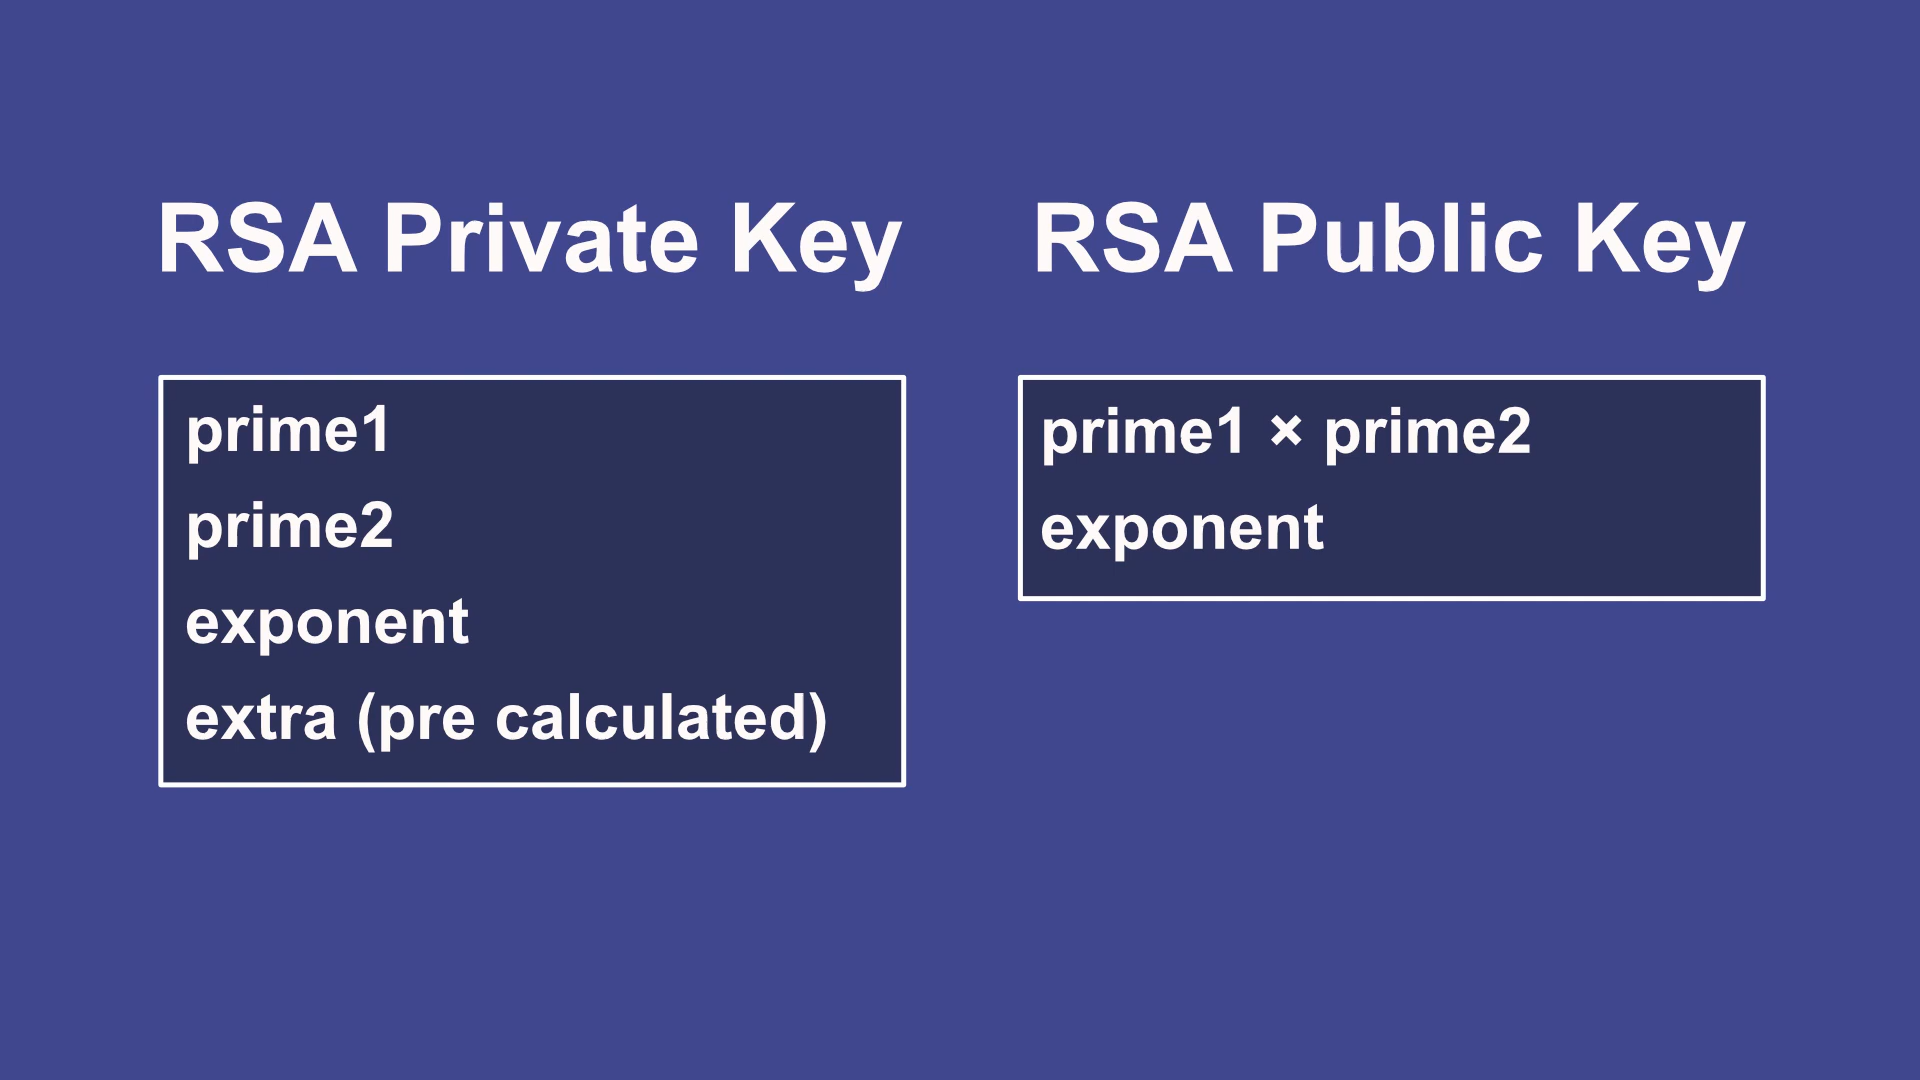 RSA Private Key
prime1
prime2
exponent
extra (pre calculated)
RSA Public Key
prime1 × prime2
exponent